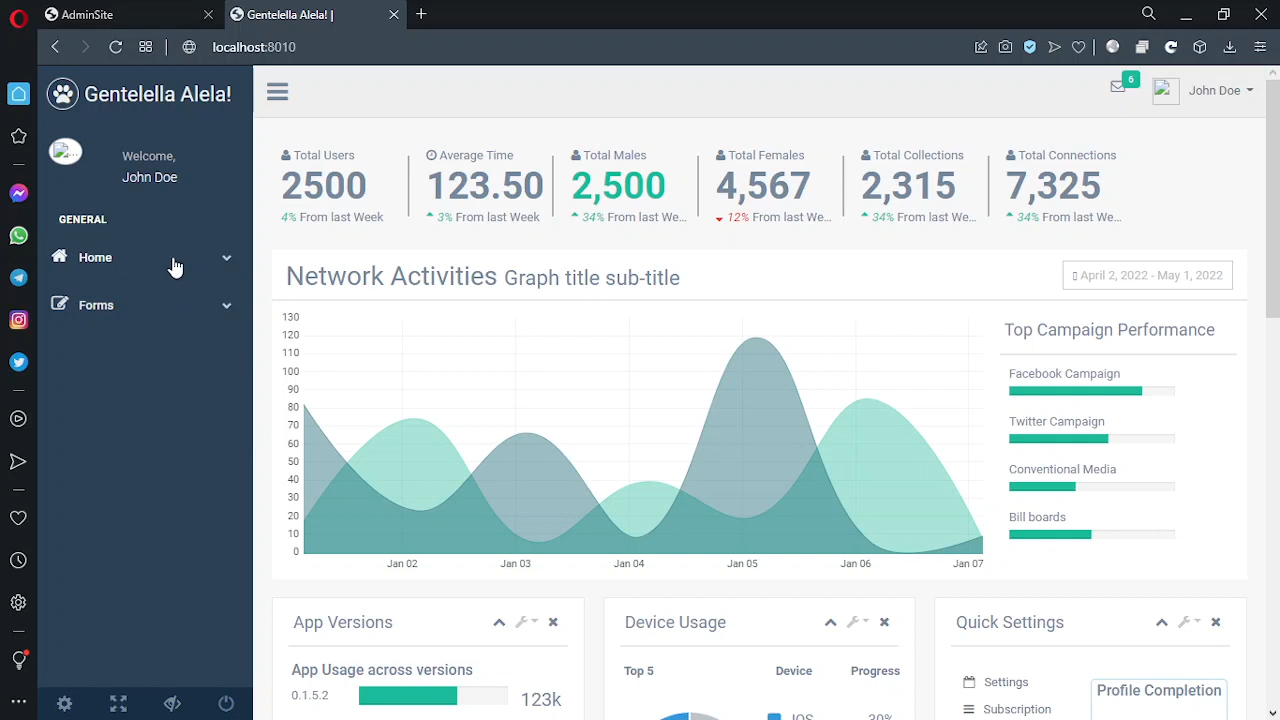 AdminSite
Gentelella Alela! |
localhost:8010
Gentelella Alela!
6
John Doe
Welcome,
John Doe
GENERAL
Home
Forms
Total Users
2500
4% From last Week
Average Time
123.50
3% From last Week
Total Males
2,500
34% From last We...
Total Females
4,567
12% From last We...
Total Collections
2,315
34% From last We...
Total Connections
7,325
34% From last We...
Network Activities Graph title sub-title
April 2, 2022 - May 1, 2022
130
120
110
100
90
80
70
60
50
40
30
20
10
0
Jan 02
Jan 03
Jan 04
Jan 05
Jan 06
Jan 07
Top Campaign Performance
Facebook Campaign
Twitter Campaign
Conventional Media
Bill boards
App Versions
App Usage across versions
0.1.5.2
123k
Device Usage
Top 5
Device
Progress
IOS
30%
Quick Settings
Settings
Subscription
Profile Completion